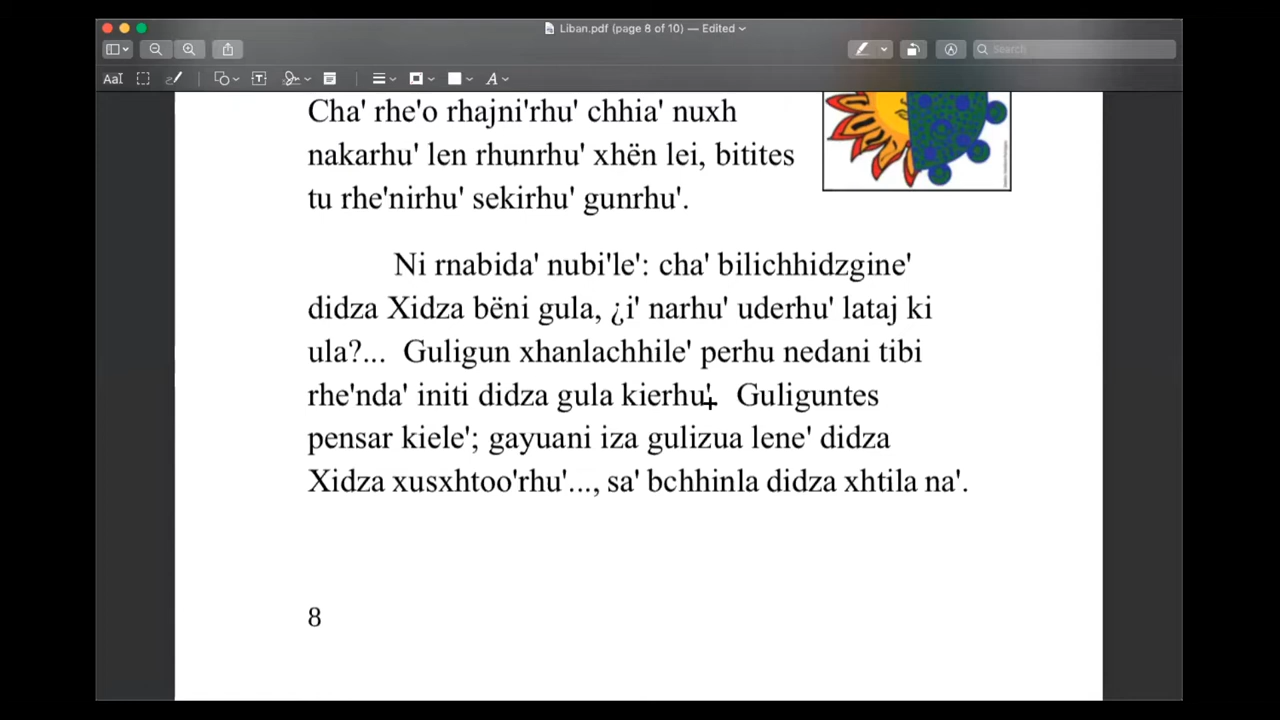 Liban.pdf (page 8 of 10) — Edited
Search
Cha' rhe'o rhajni'rhu' chhia' nuxh
nakarhu' len rhunrhu' xhën lei, bitites
tu rhe'nirhu' sekirhu' gunrhu'.
Ni rnabida' nubi'le': cha' bilichhidzgine'
didza Xidza bëni gula, ¿i' narhu' uderhu' lataj ki
ula?... Guligun xhanlachhile' perhu nedani tibi
rhe'nda' initi didza gula kierhu'. Guliguntes
pensar kiele'; gayuani iza gulizua lene' didza
Xidza xusxhtoo'rhu'..., sa' bchhinla didza xhtila na'.
8